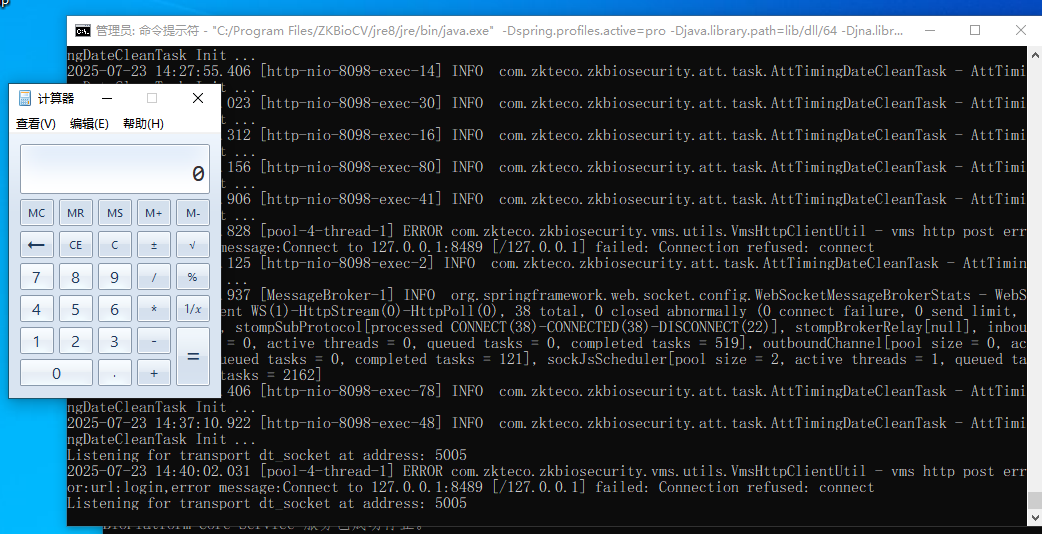 管理员: 命令提示符 - "C:/Program Files/ZKBioCV/jre8/jre/bin/java.exe" -Dspring.profiles.active=pro -Djava.library.path=lib/dll/64 -Djna.libr...
ngDateCleanTask Init ...
2025-07-23 14:27:55.406 [http-nio-8098-exec-14] INFO com.zkteco.zkbiosecurity.att.task.AttTimingDateCleanTask - AttTimi
t ...
.023 [http-nio-8098-exec-30] INFO com.zkteco.zkbiosecurity.att.task.AttTimingDateCleanTask - AttTimi
t ...
.312 [http-nio-8098-exec-16] INFO com.zkteco.zkbiosecurity.att.task.AttTimingDateCleanTask - AttTimi
t ...
.156 [http-nio-8098-exec-80] INFO com.zkteco.zkbiosecurity.att.task.AttTimingDateCleanTask - AttTimi
t ...
.906 [http-nio-8098-exec-41] INFO com.zkteco.zkbiosecurity.att.task.AttTimingDateCleanTask - AttTimi
t ...
.828 [pool-4-thread-1] ERROR com.zkteco.zkbiosecurity.vms.utils.VmsHttpClientUtil - vms http post err
message:Connect to 127.0.0.1:8489 [/127.0.0.1] failed: Connection refused: connect
.125 [http-nio-8098-exec-2] INFO com.zkteco.zkbiosecurity.att.task.AttTimingDateCleanTask - AttTimin
...
.937 [MessageBroker-1] INFO org.springframework.web.socket.config.WebSocketMessageBrokerStats - WebS
ent WS(1)-HttpStream(0)-HttpPoll(0), 38 total, 0 closed abnormally (0 connect failure, 0 send limit,
, stompSubProtocol[processed CONNECT(38)-CONNECTED(38)-DISCONNECT(22)], stompBrokerRelay[null], inbou
= 0, active threads = 0, queued tasks = 0, completed tasks = 519], outboundChannel[pool size = 0, ac
ueued tasks = 0, completed tasks = 121], sockJsScheduler[pool size = 2, active threads = 1, queued ta
tasks = 2162]
.406 [http-nio-8098-exec-78] INFO com.zkteco.zkbiosecurity.att.task.AttTimingDateCleanTask - AttTimi
ngDateCleanTask Init ...
2025-07-23 14:37:10.922 [http-nio-8098-exec-48] INFO com.zkteco.zkbiosecurity.att.task.AttTimingDateCleanTask - AttTimi
ngDateCleanTask Init ...
Listening for transport dt_socket at address: 5005
2025-07-23 14:40:02.031 [pool-4-thread-1] ERROR com.zkteco.zkbiosecurity.vms.utils.VmsHttpClientUtil - vms http post err
or:url:login,error message:Connect to 127.0.0.1:8489 [/127.0.0.1] failed: Connection refused: connect
Listening for transport dt_socket at address: 5005
计算器
查看(V) 编辑(E) 帮助(H)
0
MC MR MS M+ M-
← CE C ± √
7 8 9 / %
4 5 6 * 1/x
1 2 3 - =
0 . +